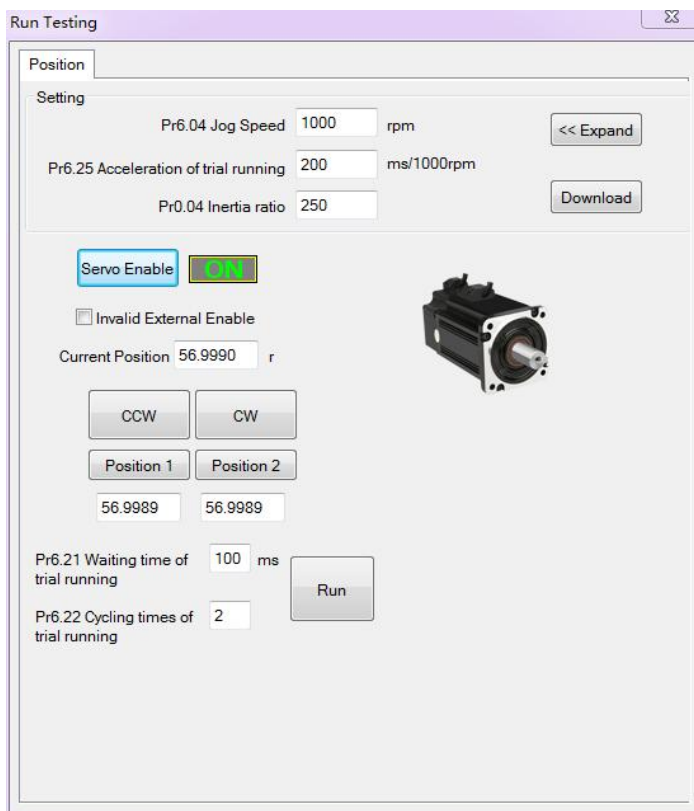 Run Testing
Position
Setting
Pr6.04 Jog Speed 1000 rpm
<< Expand
Pr6.25 Acceleration of trial running 200 ms/1000rpm
Download
Pr0.04 Inertia ratio 250
Servo Enable ON
Invalid External Enable
Current Position 56.9990 r
CCW CW
Position 1 Position 2
56.9989 56.9989
Pr6.21 Waiting time of 100 ms
trial running
Run
Pr6.22 Cycling times of 2
trial running